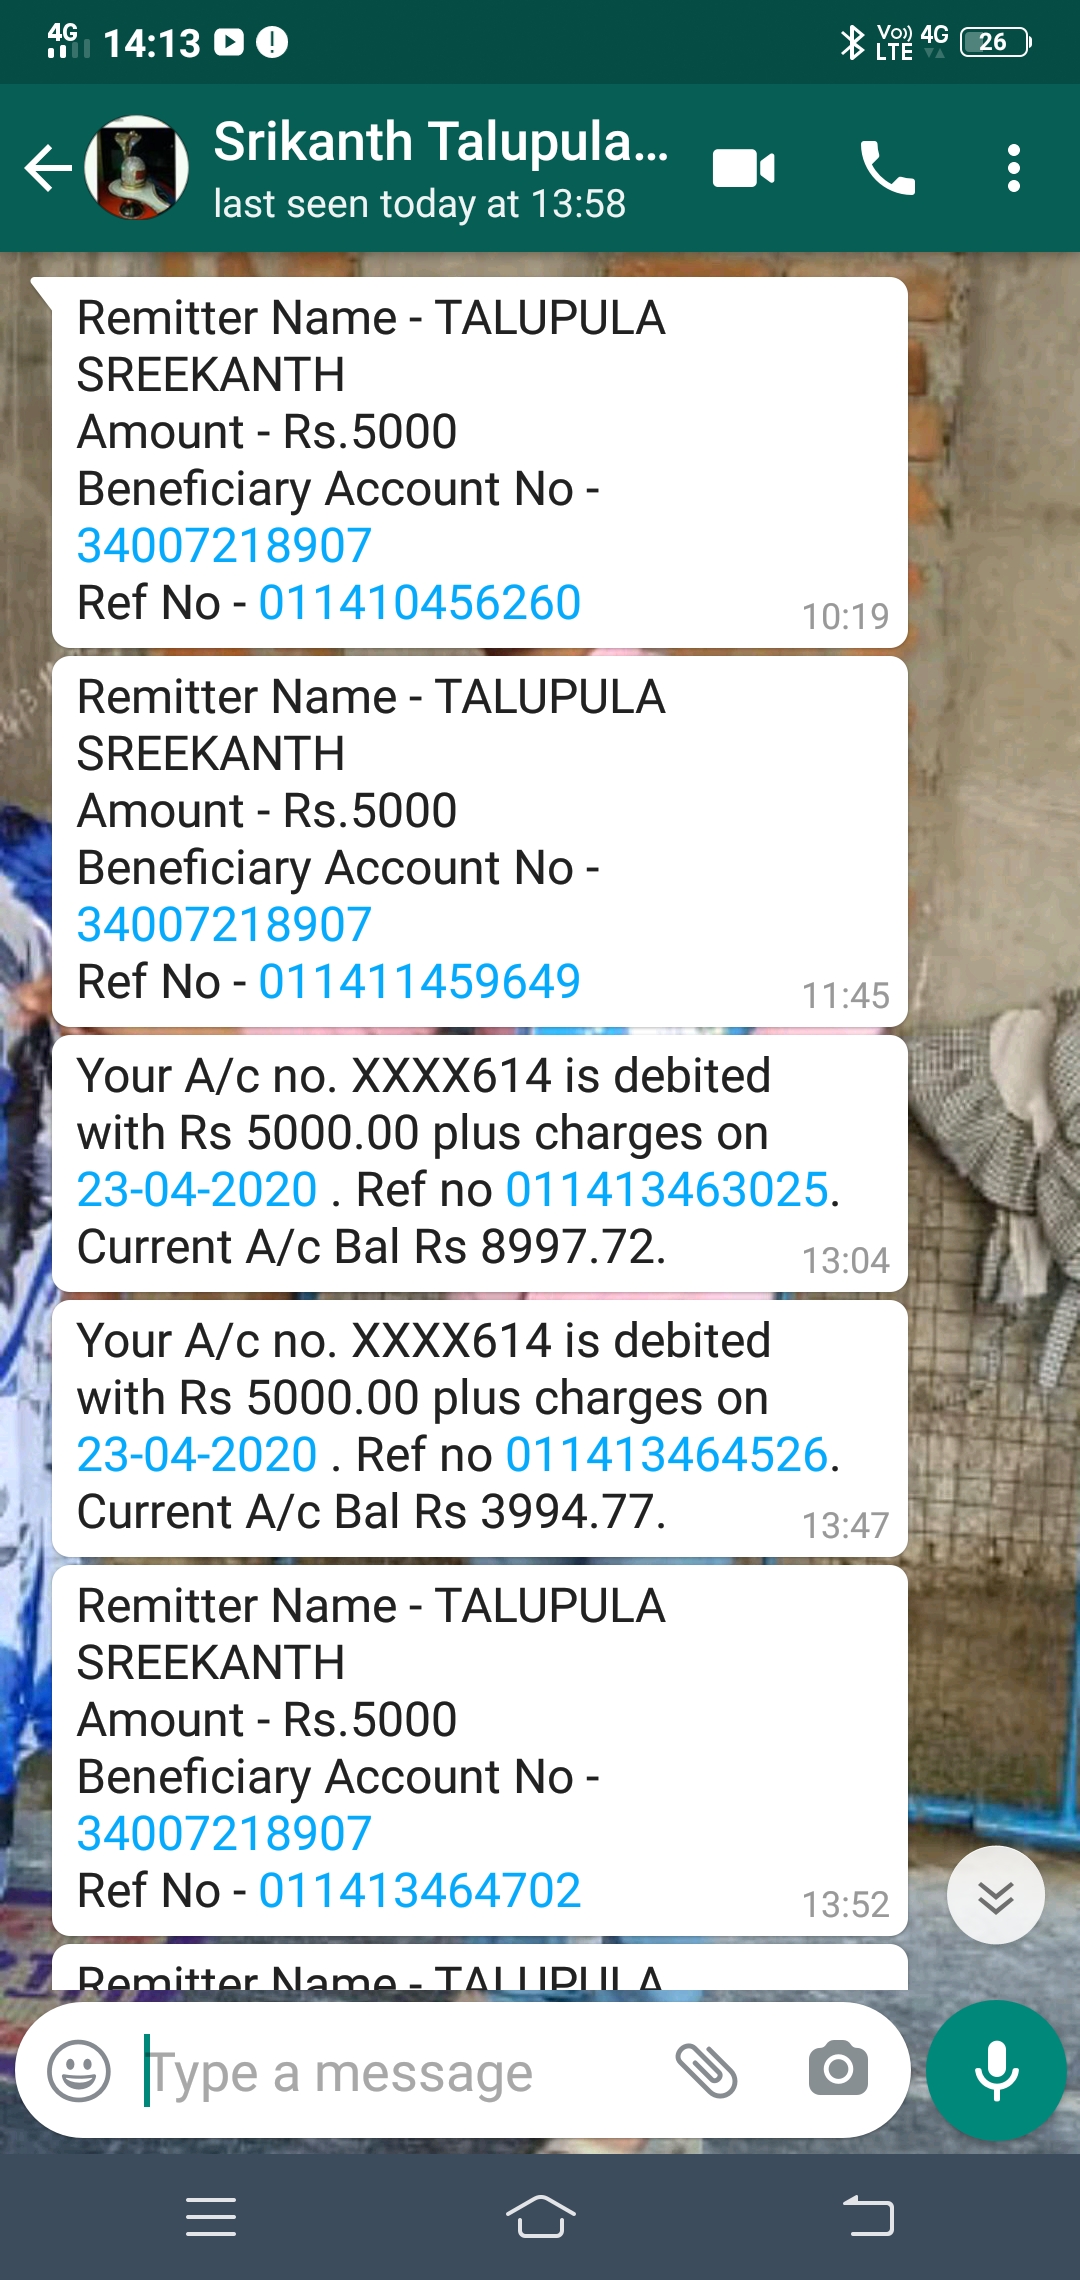 4G 14:13 Vo)) LTE 4G 26
Srikanth Talupula...
last seen today at 13:58
Remitter Name - TALUPULA
SREEKANTH
Amount - Rs.5000
Beneficiary Account No -
34007218907
Ref No - 011410456260 10:19
Remitter Name - TALUPULA
SREEKANTH
Amount - Rs.5000
Beneficiary Account No -
34007218907
Ref No - 011411459649 11:45
Your A/c no. XXXX614 is debited
with Rs 5000.00 plus charges on
23-04-2020 . Ref no 011413463025.
Current A/c Bal Rs 8997.72. 13:04
Your A/c no. XXXX614 is debited
with Rs 5000.00 plus charges on
23-04-2020 . Ref no 011413464526.
Current A/c Bal Rs 3994.77. 13:47
Remitter Name - TALUPULA
SREEKANTH
Amount - Rs.5000
Beneficiary Account No -
34007218907
Ref No - 011413464702 13:52
Remitter Name - TALUPULA
Type a message